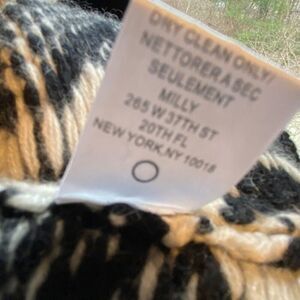 DRY CLEAN ONLY/
NETTOYER A SEC
SEULEMENT
MILLY
265 W 37TH ST
20TH FL
NEW YORK,NY 10018